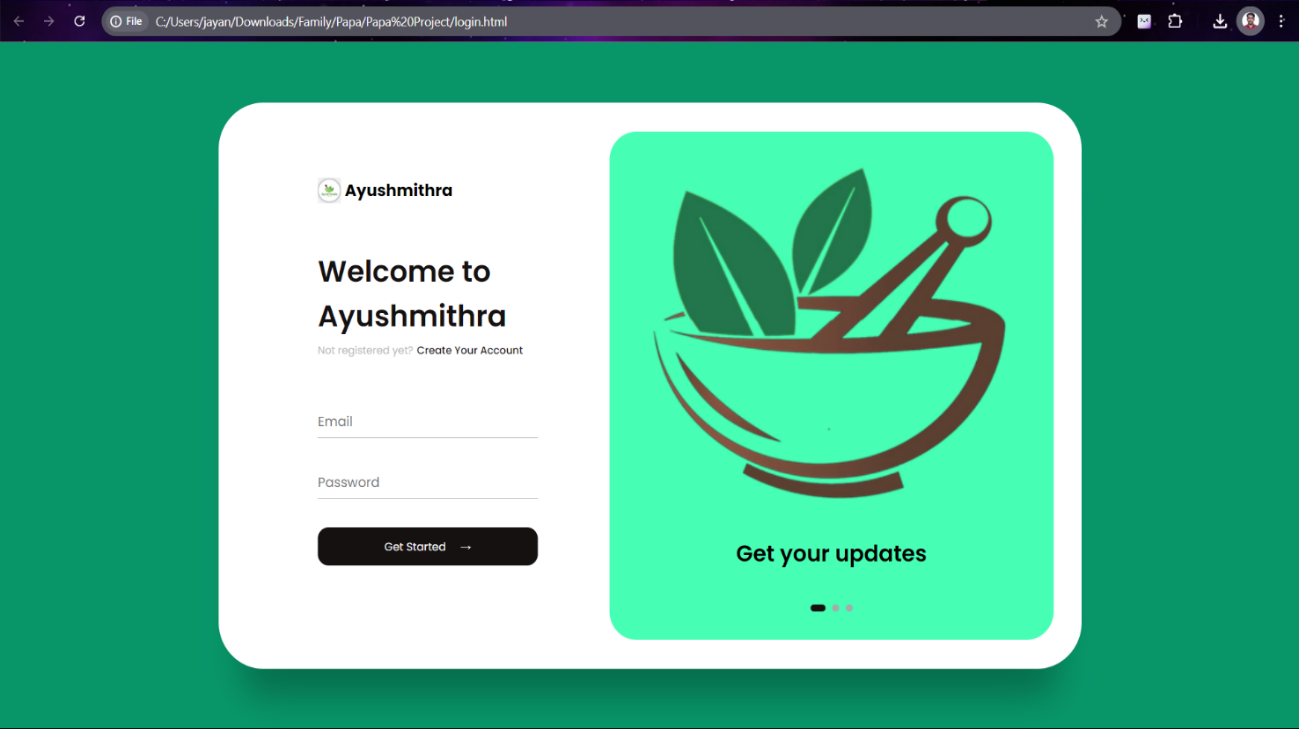 File C:/Users/jayan/Downloads/Family/Papa/Papa%20Project/login.html
Ayushmithra
Welcome to
Ayushmithra
Not registered yet? Create Your Account
Email
Password
Get Started →
Get your updates